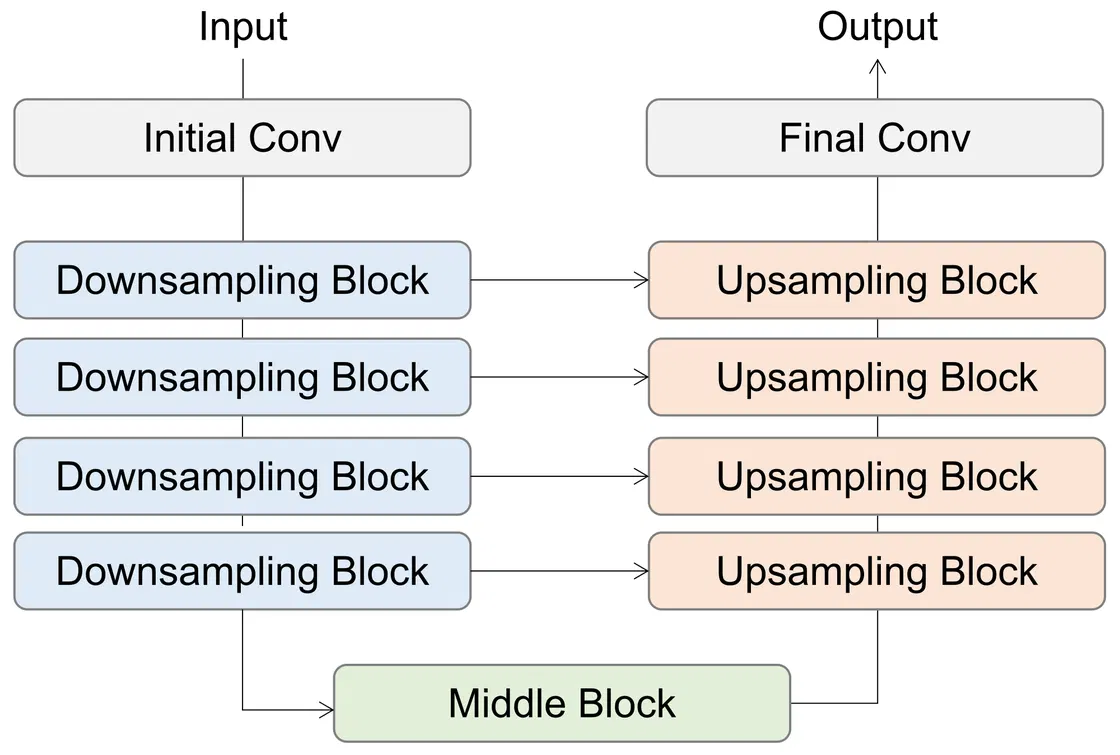 Input
Output
Initial Conv
Final Conv
Downsampling Block
Upsampling Block
Downsampling Block
Upsampling Block
Downsampling Block
Upsampling Block
Downsampling Block
Upsampling Block
Middle Block